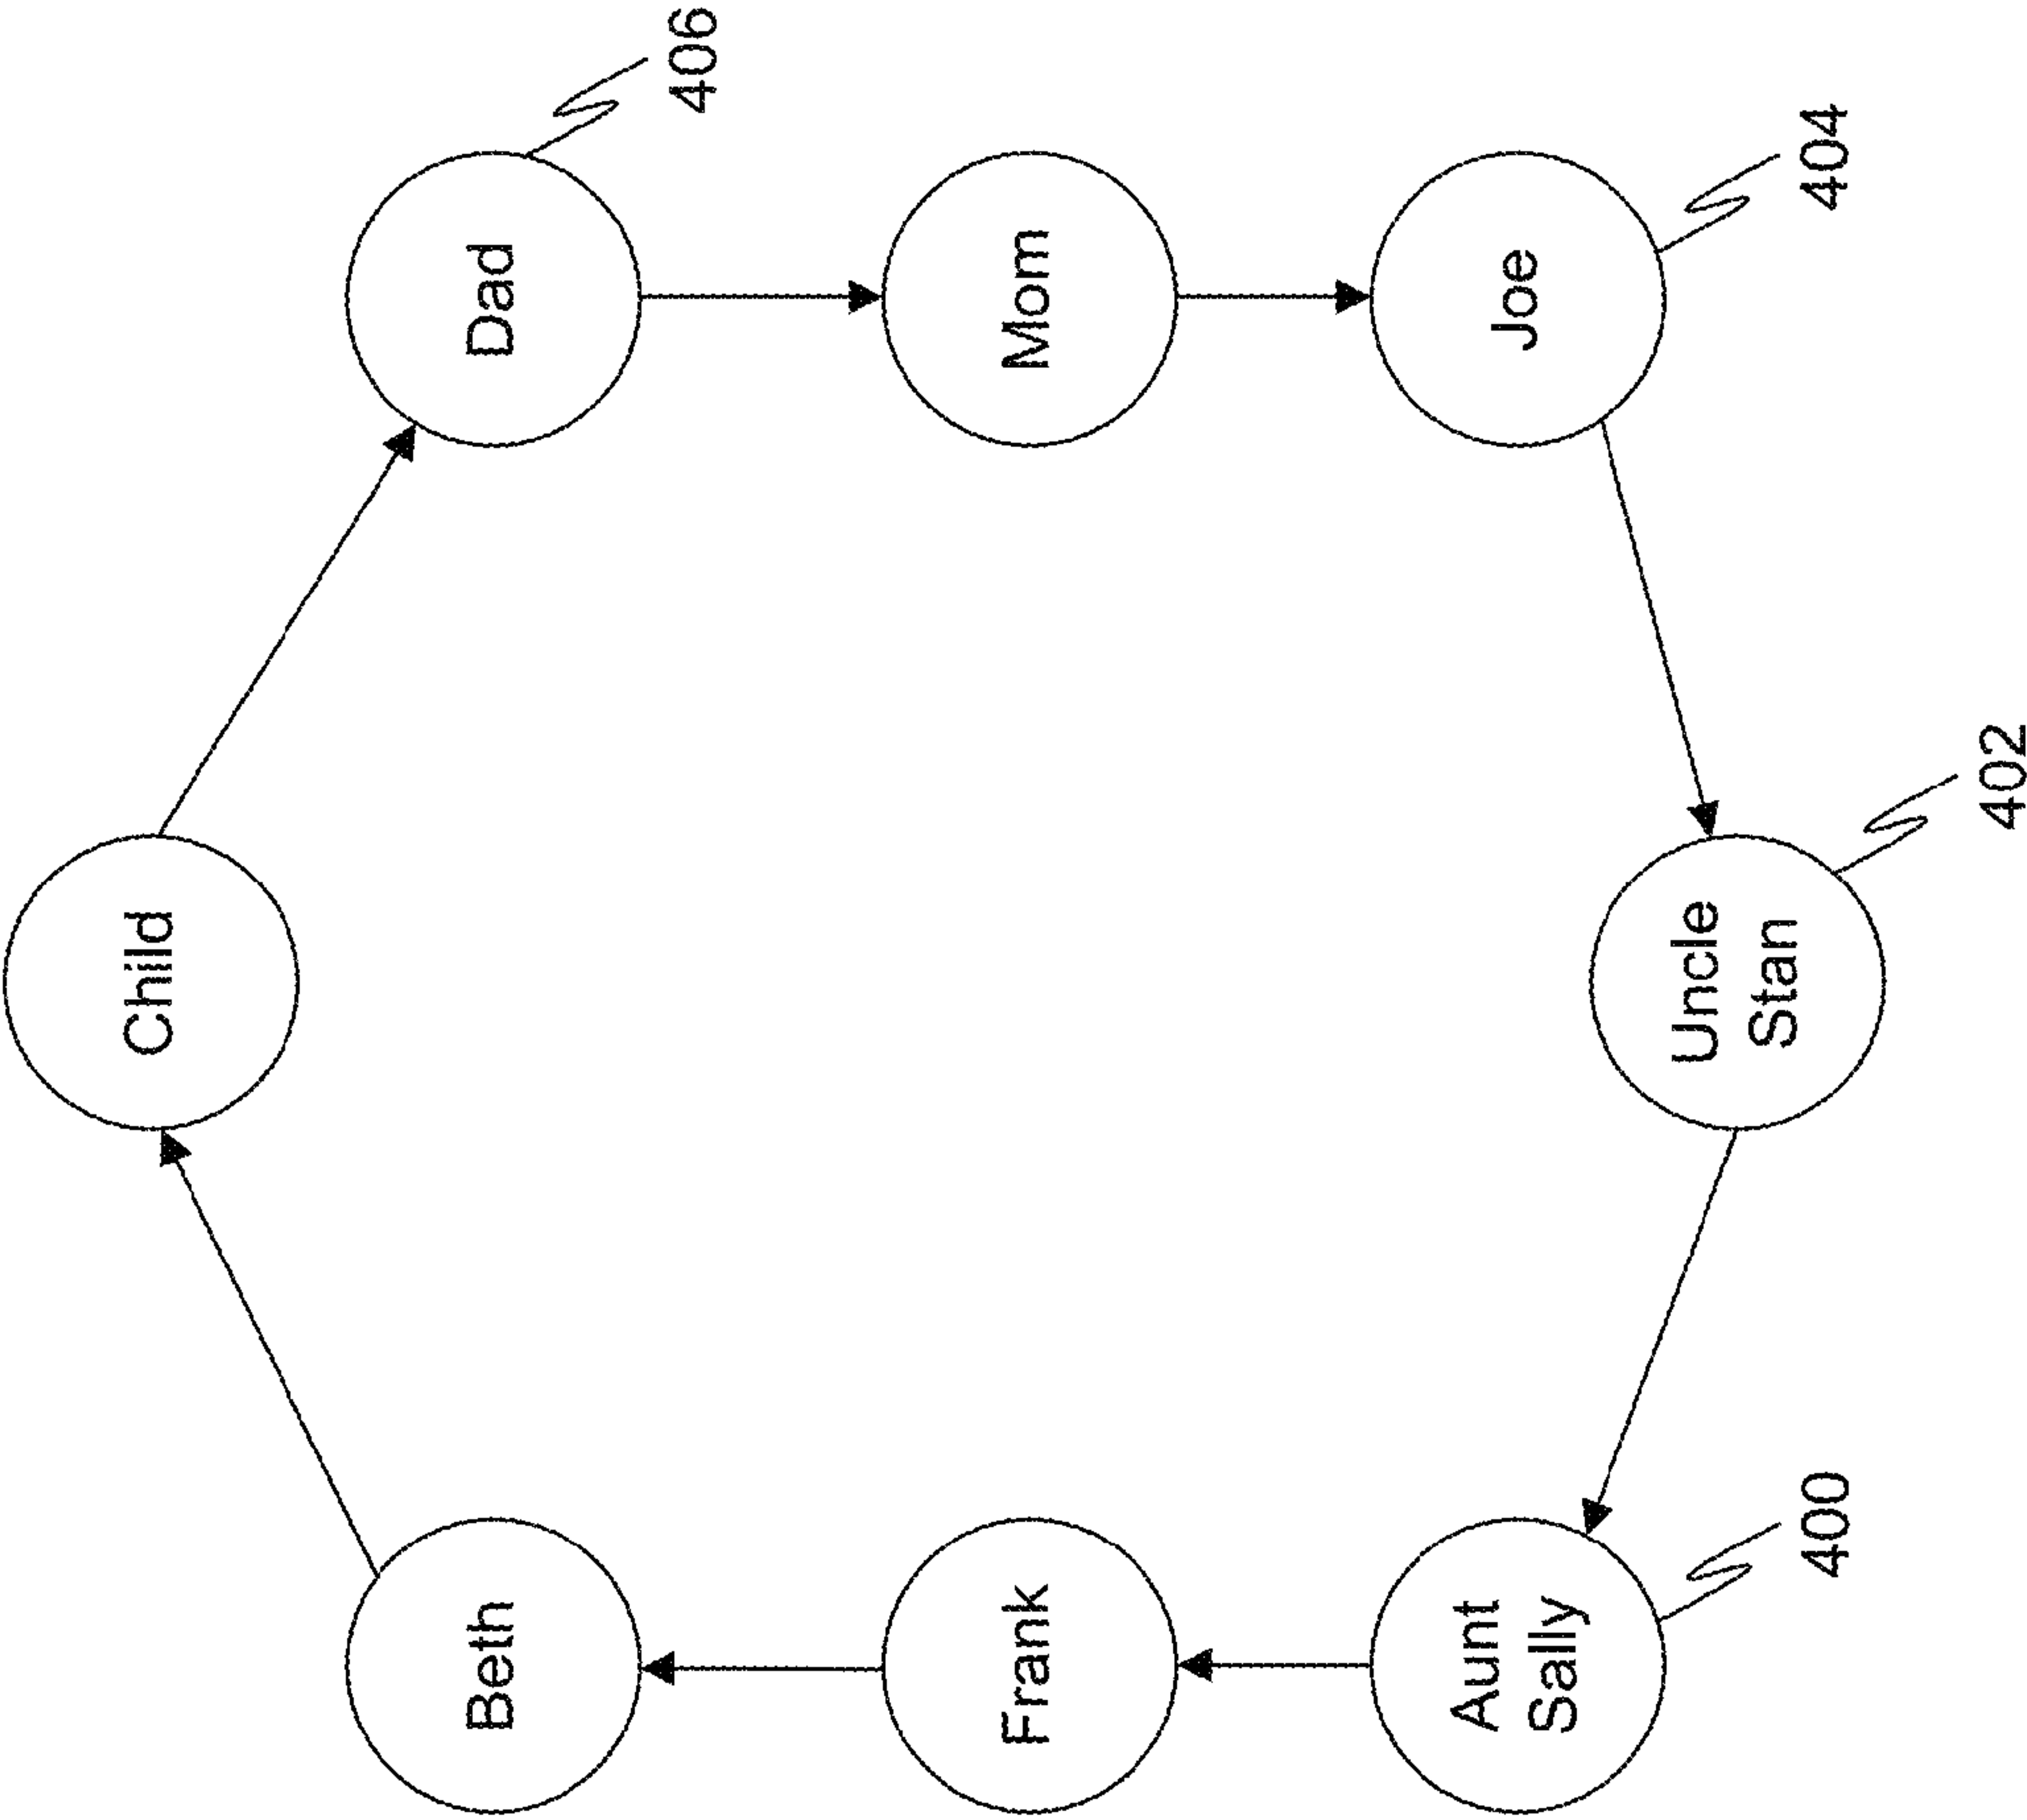 Child
Dad
406
Mom
Joe
404
Uncle
Stan
402
Aunt
Sally
400
Frank
Beth